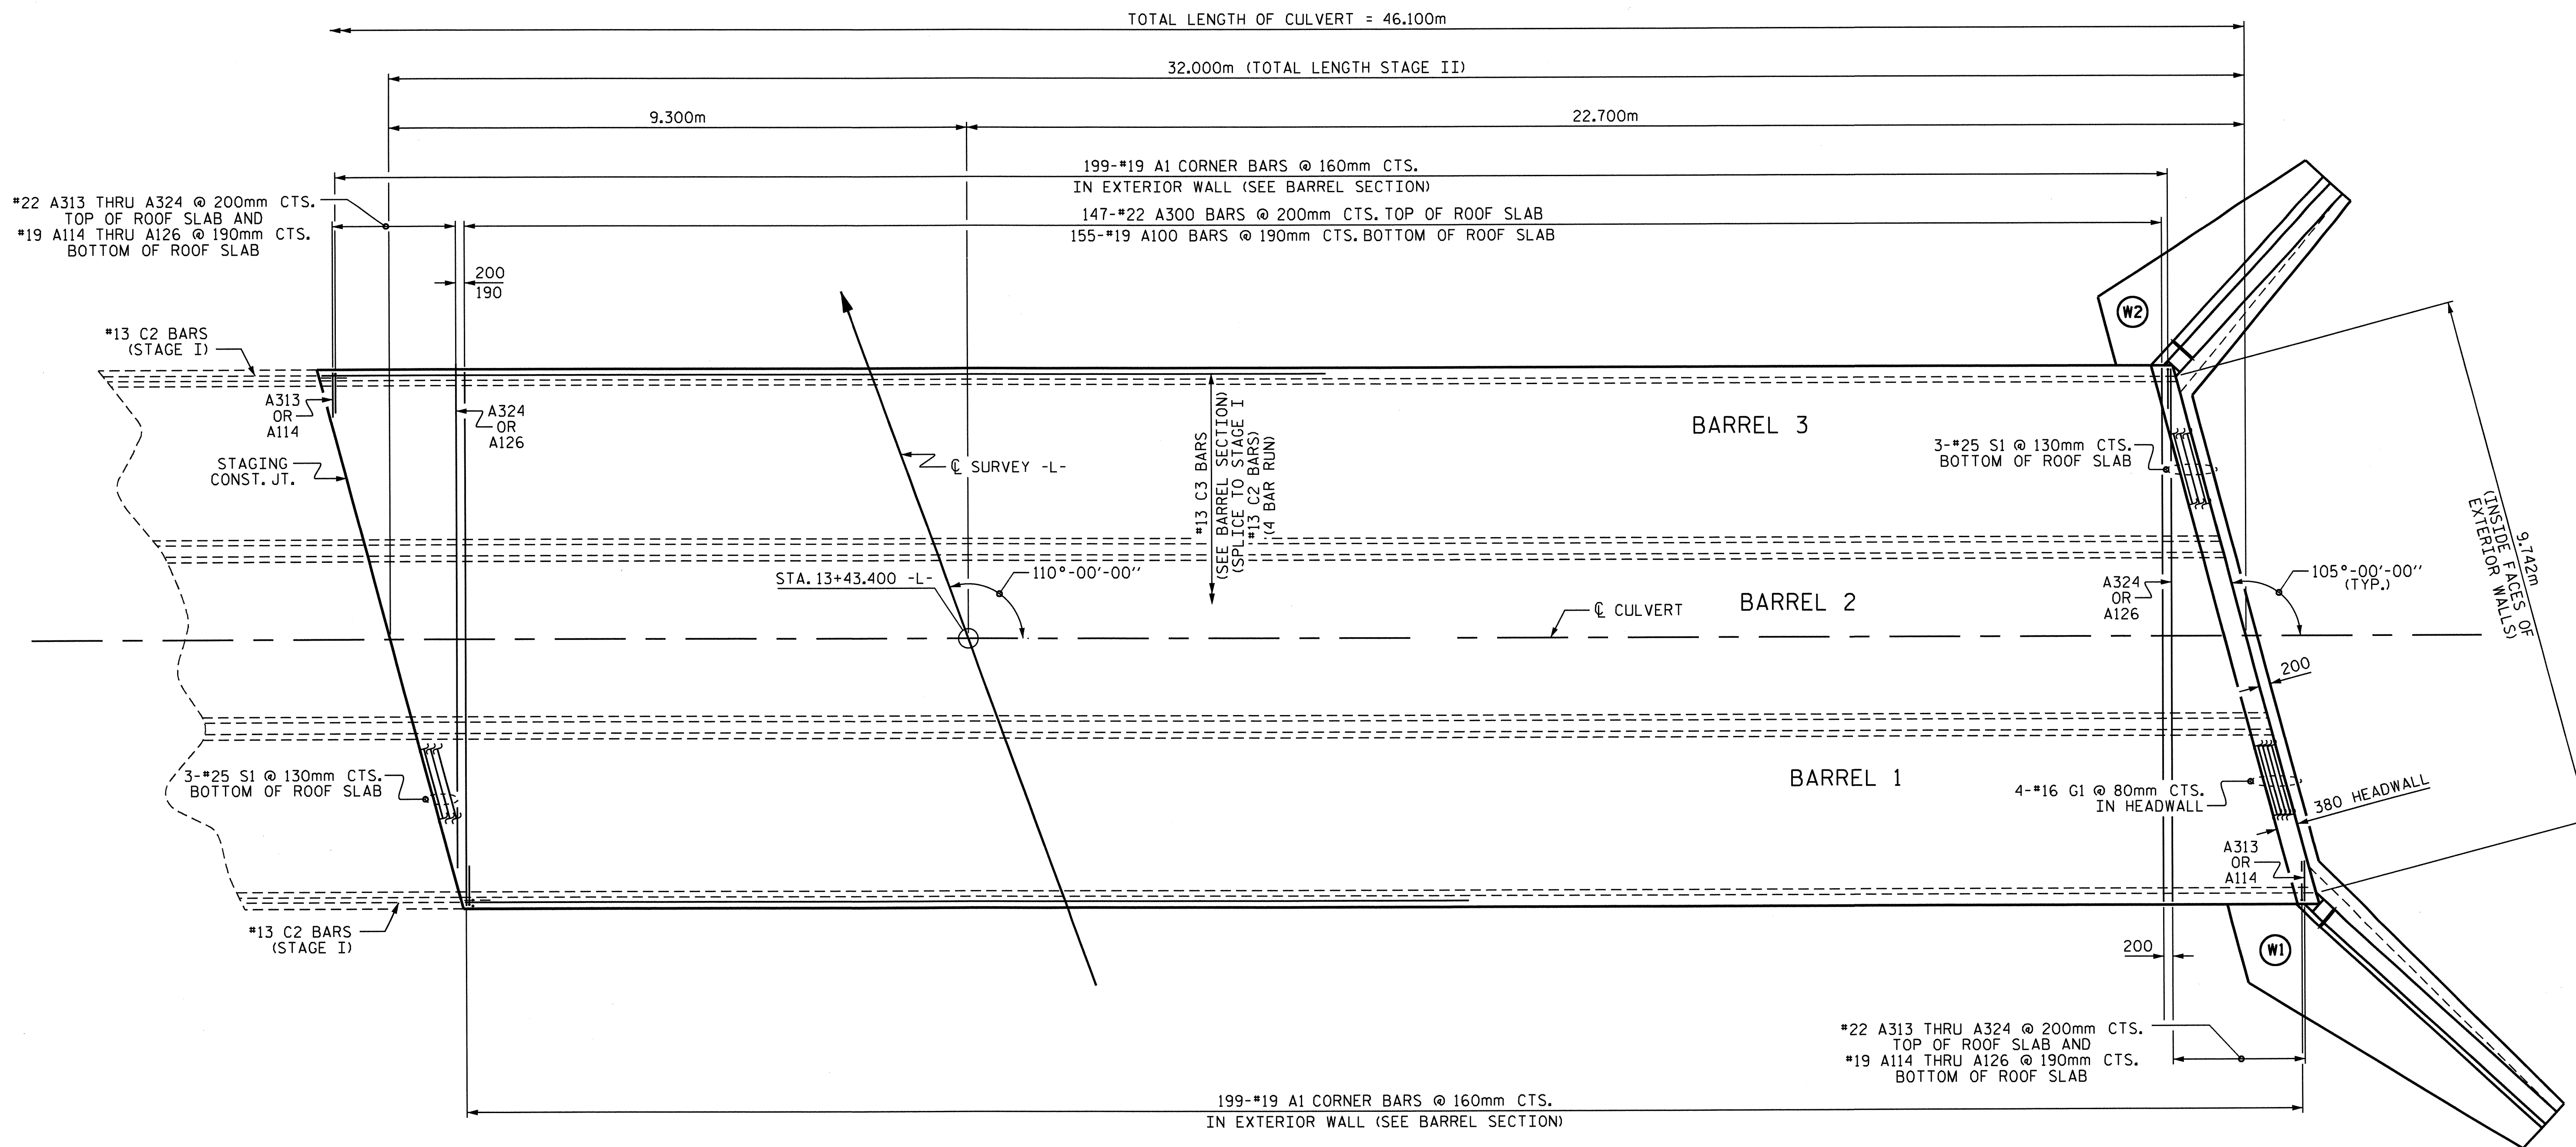 TOTAL LENGTH OF CULVERT = 46.100m
32.000m (TOTAL LENGTH STAGE II)
9.300m
22.700m
199-#19 A1 CORNER BARS @ 160mm CTS.
IN EXTERIOR WALL (SEE BARREL SECTION)
#22 A313 THRU A324 @ 200mm CTS.
TOP OF ROOF SLAB AND
#19 A114 THRU A126 @ 190mm CTS.
BOTTOM OF ROOF SLAB
147-#22 A300 BARS @ 200mm CTS. TOP OF ROOF SLAB
155-#19 A100 BARS @ 190mm CTS. BOTTOM OF ROOF SLAB
200
190
W2
#13 C2 BARS
(STAGE I)
A313
OR
A114
A324
OR
A126
STAGING
CONST. JT.
℄ SURVEY -L-
#13 C3 BARS
(SEE BARREL SECTION)
(SPLICE TO STAGE I
#13 C2 BARS)
(4 BAR RUN)
BARREL 3
3-#25 S1 @ 130mm CTS.
BOTTOM OF ROOF SLAB
9.742m
(INSIDE FACES OF
EXTERIOR WALLS)
STA. 13+43.400 -L-
110°-00'-00''
BARREL 2
℄ CULVERT
A324
OR
A126
105°-00'-00''
(TYP.)
200
3-#25 S1 @ 130mm CTS.
BOTTOM OF ROOF SLAB
BARREL 1
4-#16 G1 @ 80mm CTS.
IN HEADWALL
380 HEADWALL
A313
OR
A114
#13 C2 BARS
(STAGE I)
200
W1
#22 A313 THRU A324 @ 200mm CTS.
TOP OF ROOF SLAB AND
#19 A114 THRU A126 @ 190mm CTS.
BOTTOM OF ROOF SLAB
199-#19 A1 CORNER BARS @ 160mm CTS.
IN EXTERIOR WALL (SEE BARREL SECTION)